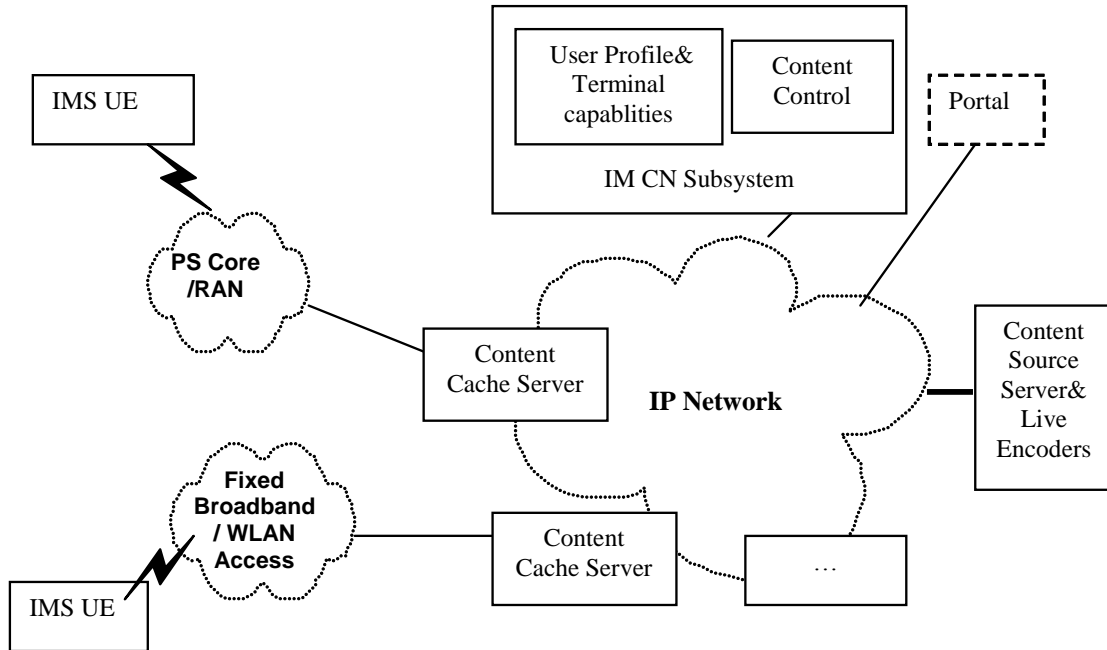 IMS UE
User Profile&
Terminal
capablities
Content
Control
IM CN Subsystem
Portal
PS Core
/RAN
Content
Cache Server
IP Network
Content
Source
Server&
Live
Encoders
Fixed
Broadband
/ WLAN
Access
Content
Cache Server
...
IMS UE